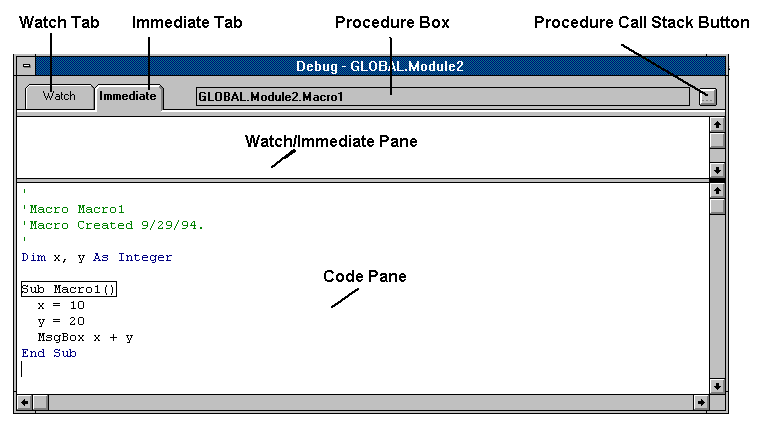 Watch Tab Immediate Tab Procedure Box Procedure Call Stack Button
Debug - GLOBAL.Module2
Watch Immediate GLOBAL.Module2.Macro1 ...
Watch/Immediate Pane
'
'Macro Macro1
'Macro Created 9/29/94.
'
Dim x, y As Integer
Code Pane
Sub Macro1()
x = 10
y = 20
MsgBox x + y
End Sub